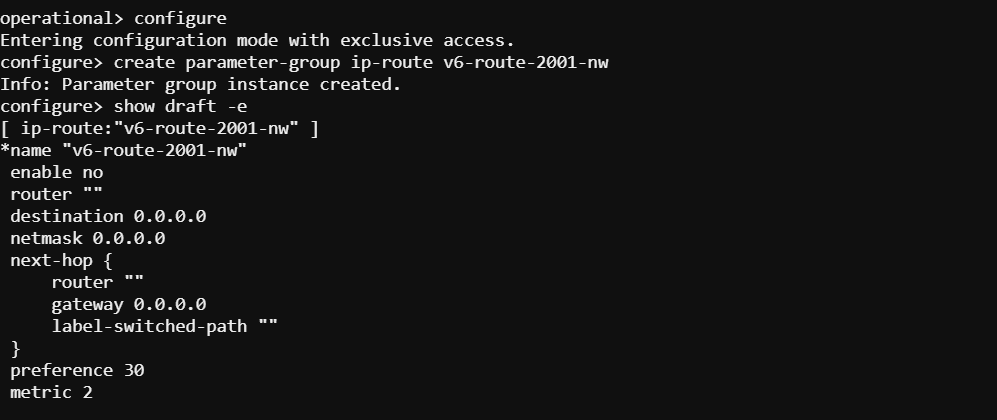 operational> configure
Entering configuration mode with exclusive access.
configure> create parameter-group ip-route v6-route-2001-nw
Info: Parameter group instance created.
configure> show draft -e
[ ip-route:"v6-route-2001-nw" ]
*name "v6-route-2001-nw"
 enable no
 router ""
 destination 0.0.0.0
 netmask 0.0.0.0
 next-hop {
     router ""
     gateway 0.0.0.0
     label-switched-path ""
 }
 preference 30
 metric 2